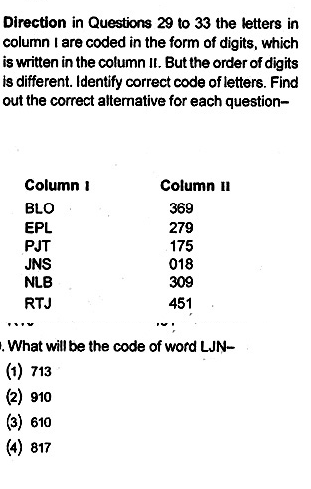 Direction in Questions 29 to 33 the letters in
column I are coded in the form of digits, which
is written in the column II. But the order of digits
is different. Identify correct code of letters. Find
out the correct alternative for each question–
Column I Column II
BLO 369
EPL 279
PJT 175
JNS 018
NLB 309
RTJ 451
. What will be the code of word LJN–
(1) 713
(2) 910
(3) 610
(4) 817